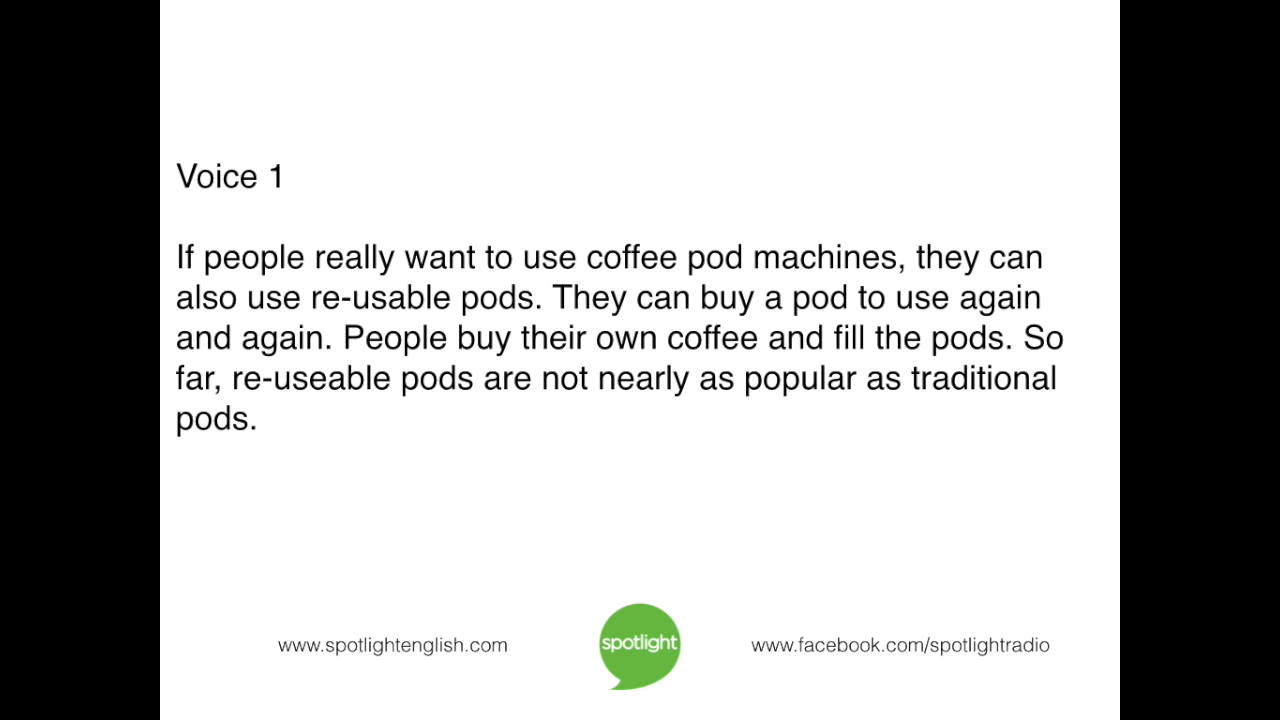 Voice 1
If people really want to use coffee pod machines, they can
also use re-usable pods. They can buy a pod to use again
and again. People buy their own coffee and fill the pods. So
far, re-useable pods are not nearly as popular as traditional
pods.
www.spotlightenglish.com
spotlight
www.facebook.com/spotlightradio